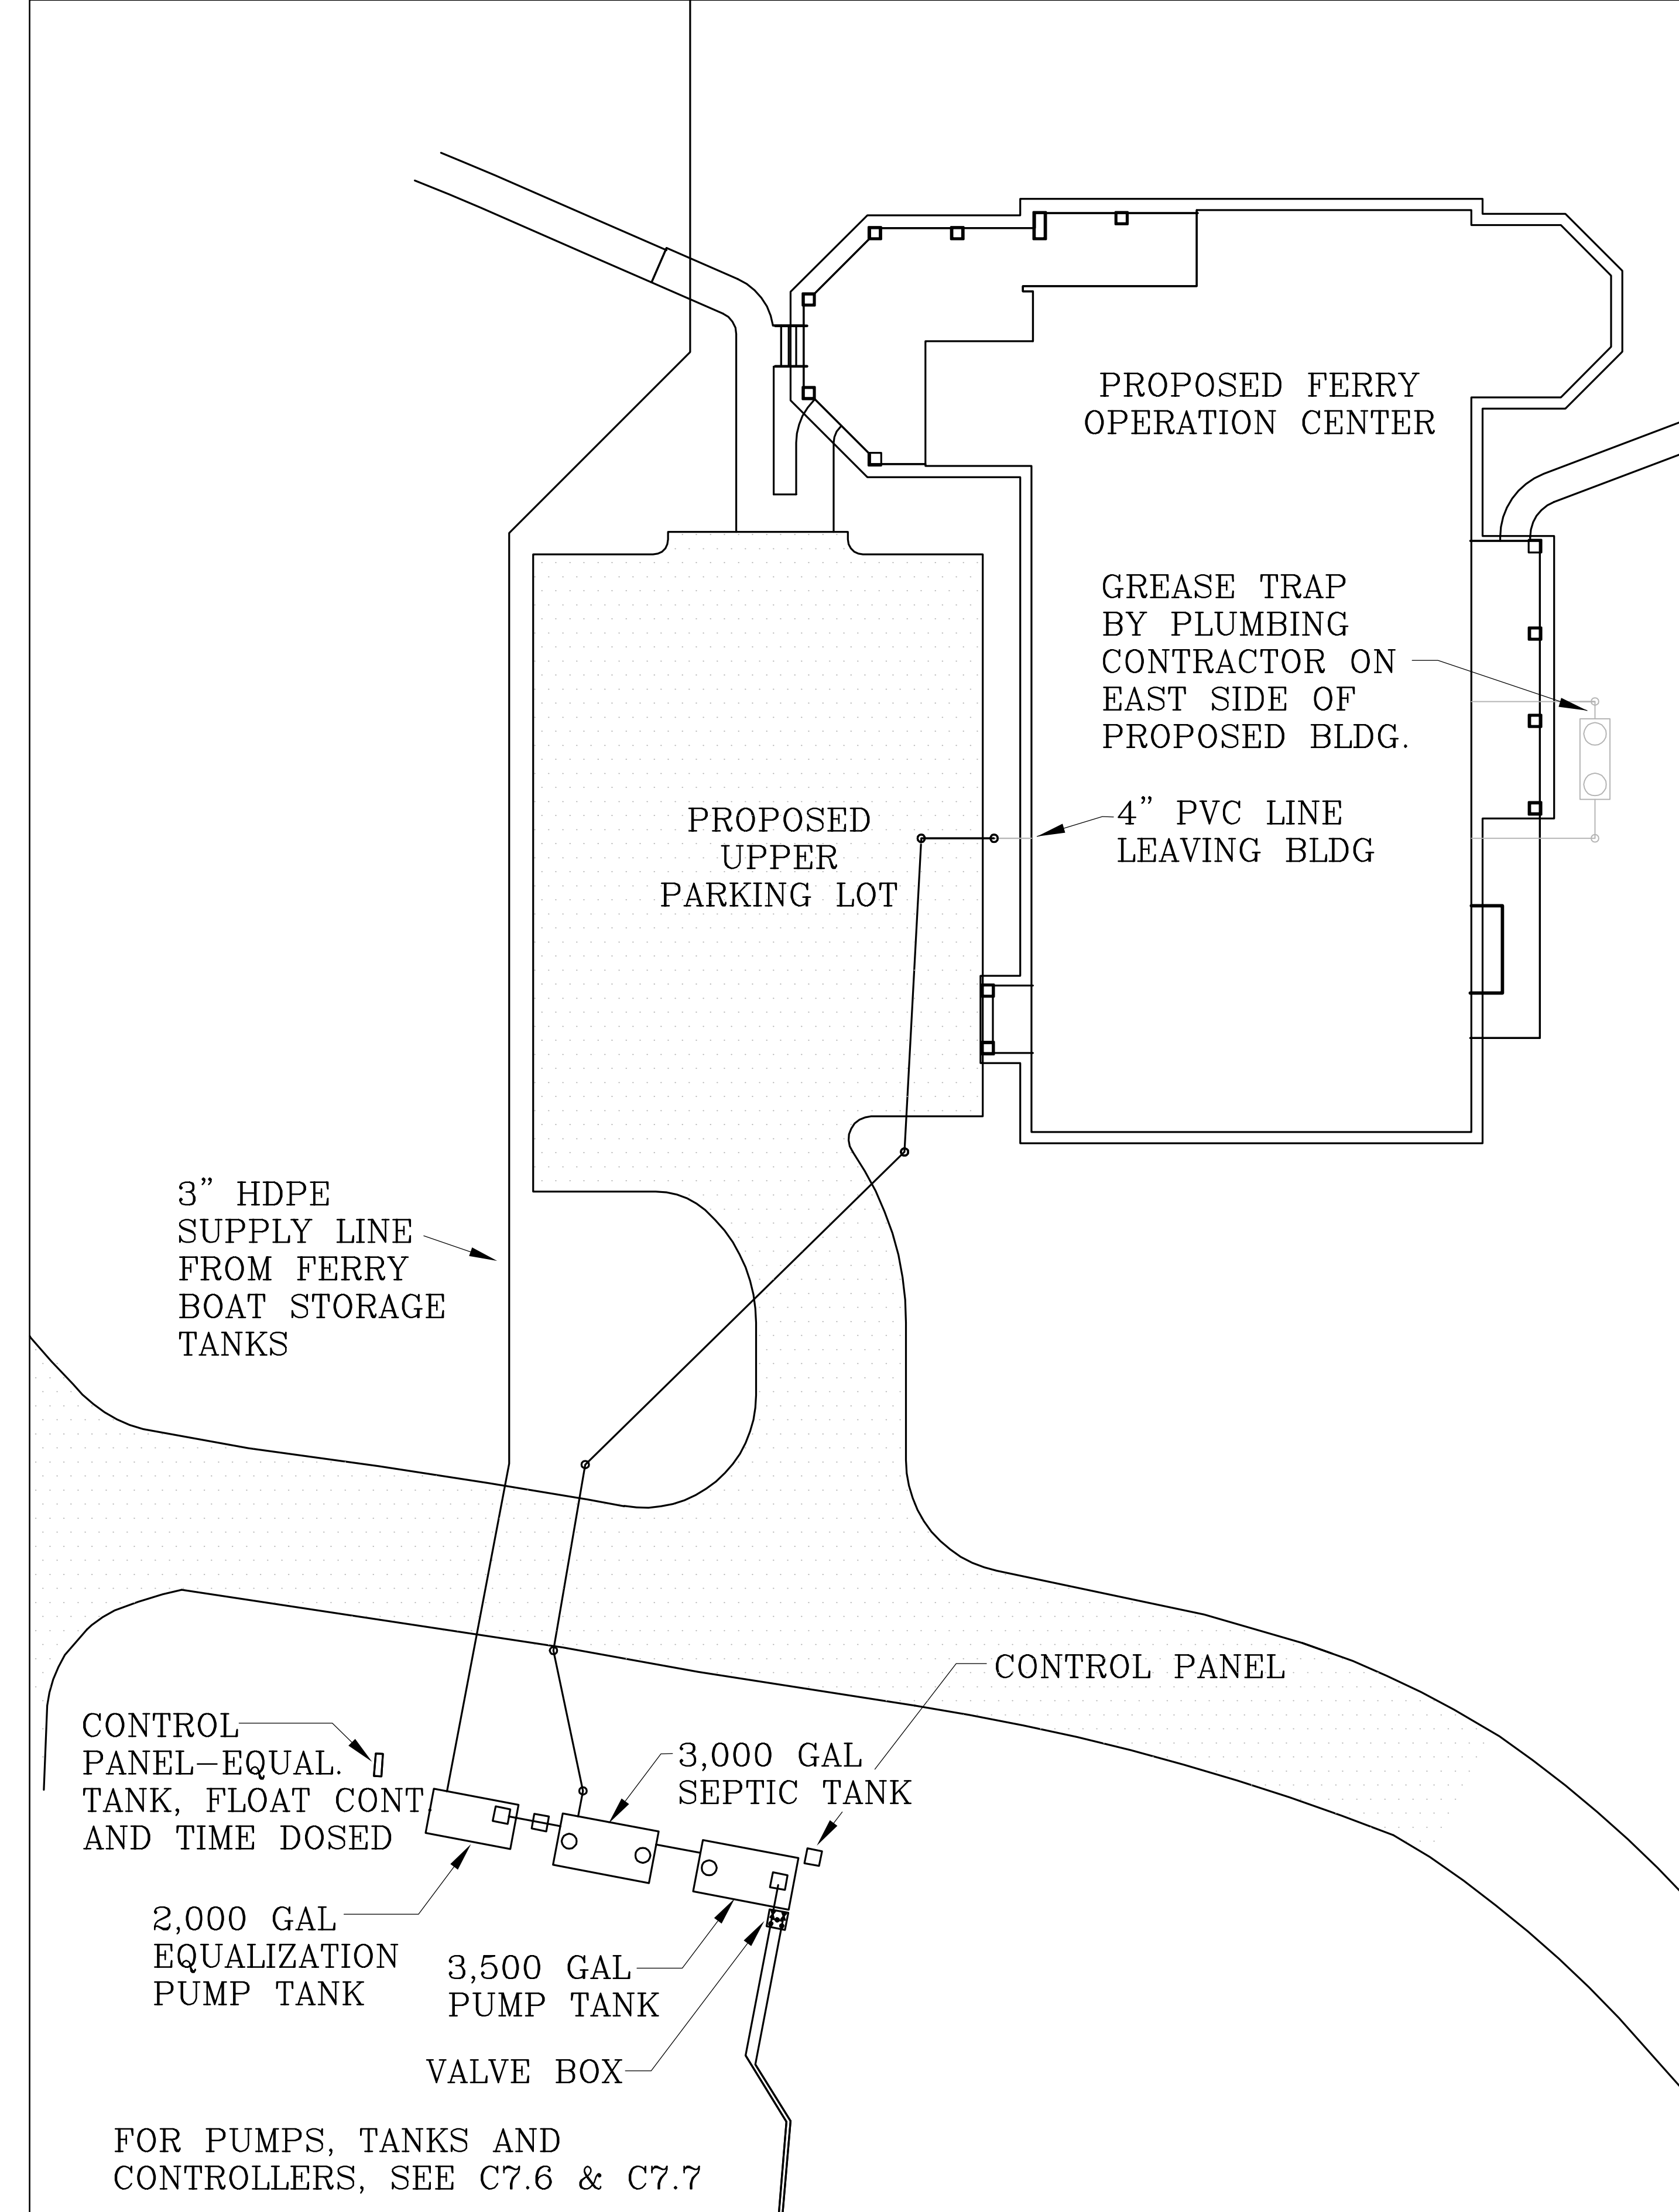 PROPOSED FERRY
OPERATION CENTER
GREASE TRAP
BY PLUMBING
CONTRACTOR ON
EAST SIDE OF
PROPOSED BLDG.
4" PVC LINE
LEAVING BLDG
PROPOSED
UPPER
PARKING LOT
3" HDPE
SUPPLY LINE
FROM FERRY
BOAT STORAGE
TANKS
CONTROL PANEL
CONTROL
PANEL-EQUAL.
TANK, FLOAT CONT.
AND TIME DOSED
3,000 GAL
SEPTIC TANK
2,000 GAL
EQUALIZATION
PUMP TANK
3,500 GAL
PUMP TANK
VALVE BOX
FOR PUMPS, TANKS AND
CONTROLLERS, SEE C7.6 & C7.7